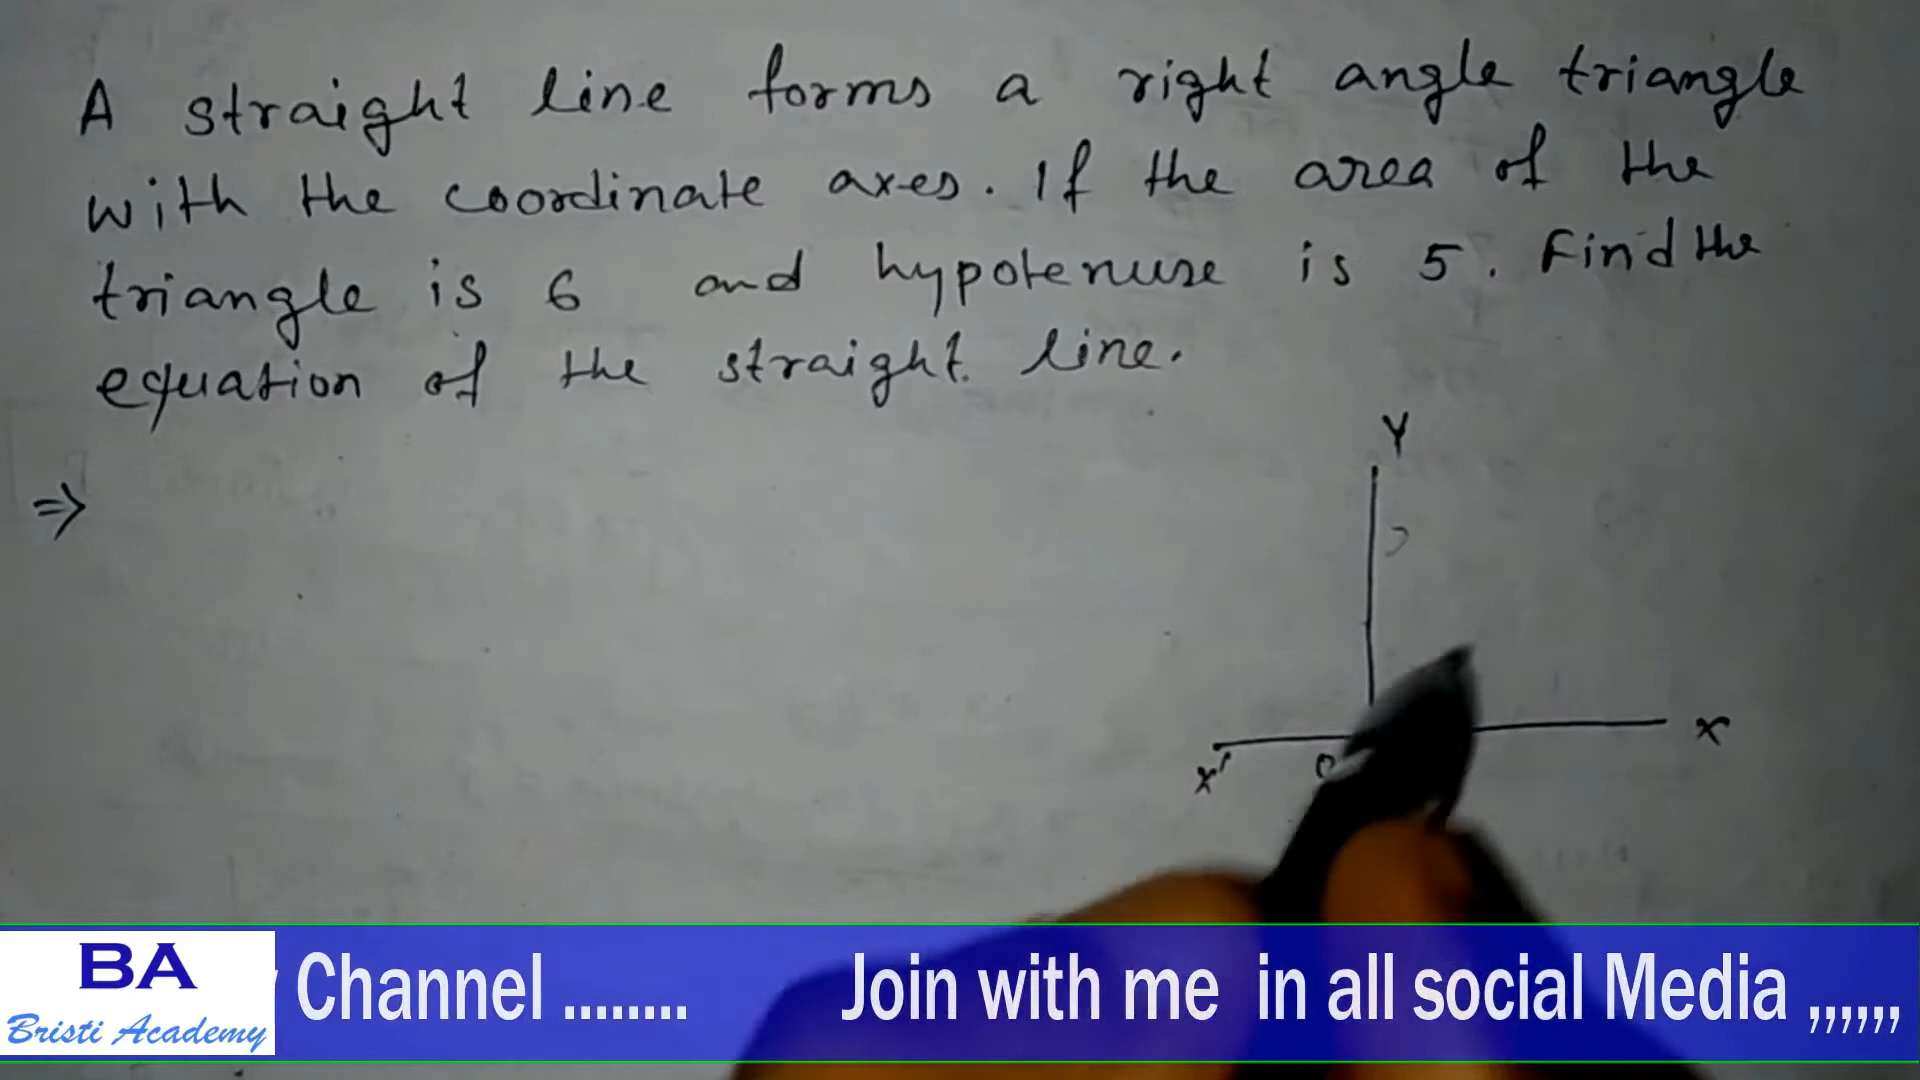 A straight line forms a right angle triangle
with the coordinate axes. If the area of the
triangle is 6 and hypotenuse is 5. Find the
equation of the straight line.
⇒
Y
X' O X
BA
Bristi Academy
Channel ........ Join with me in all social Media ,,,,,,